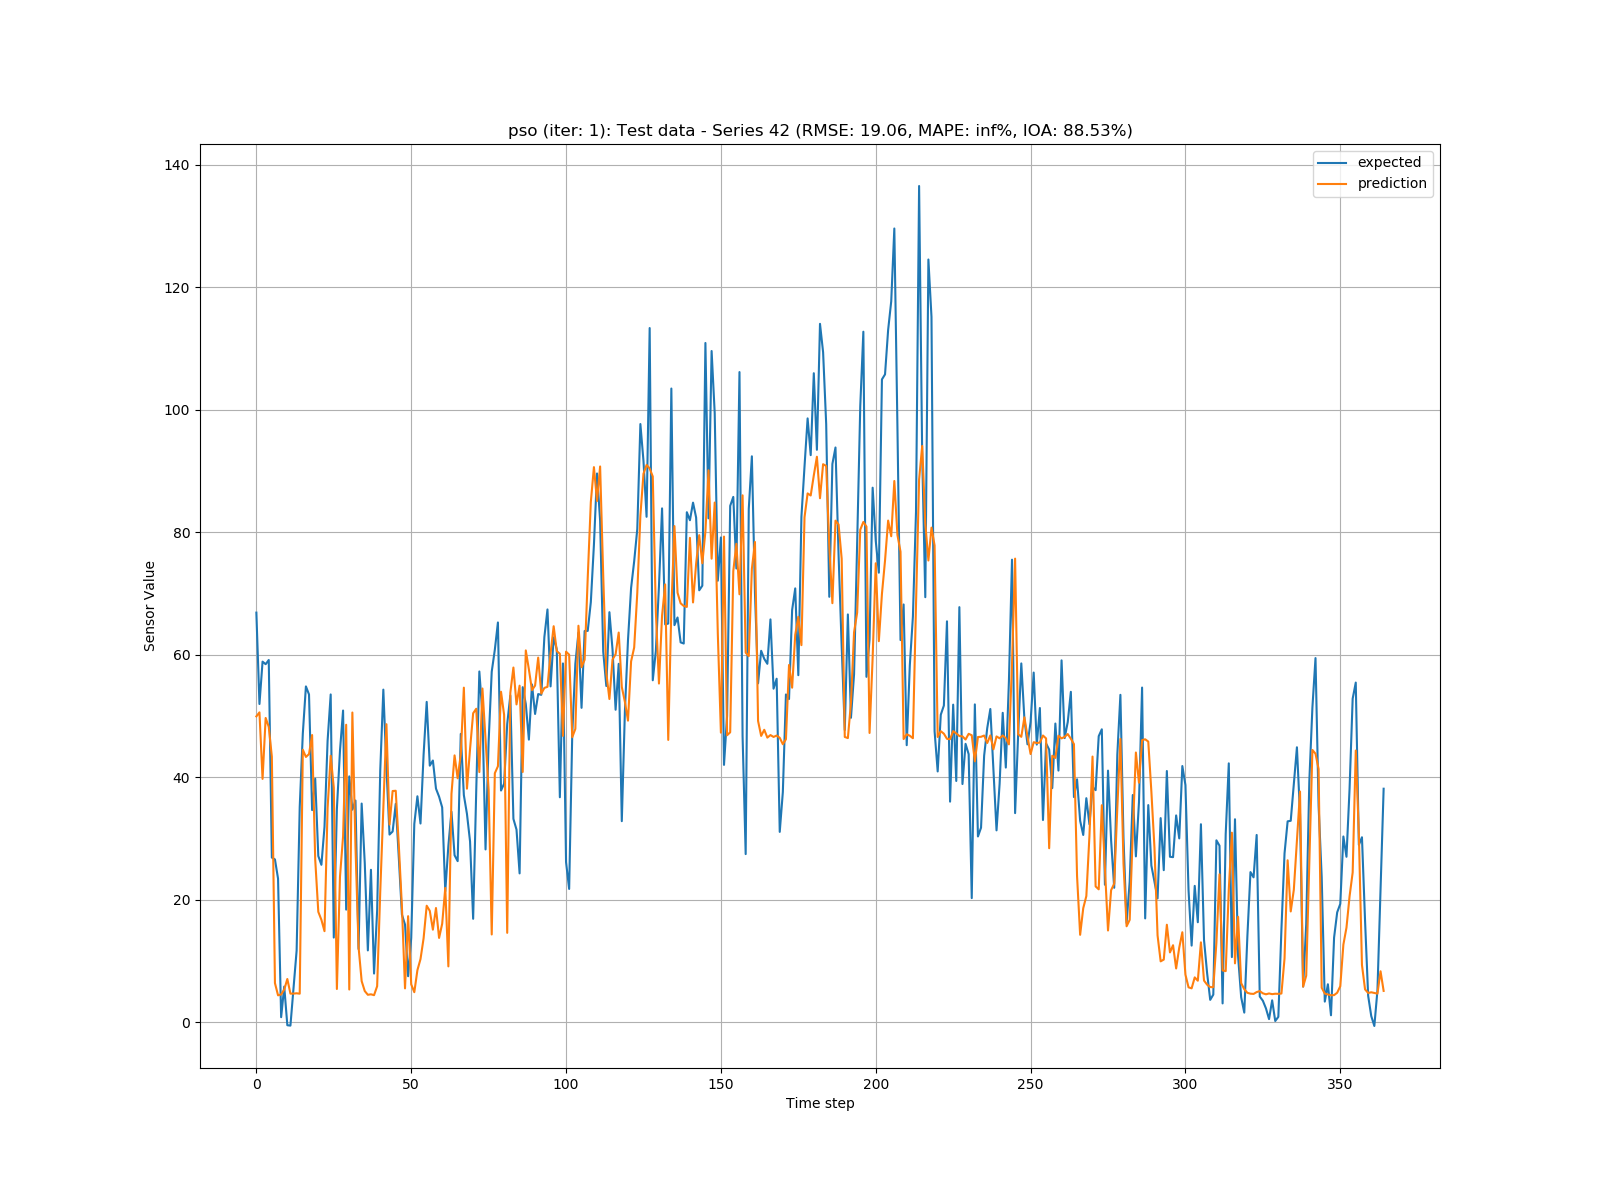 pso (iter: 1): Test data - Series 42 (RMSE: 19.06, MAPE: inf%, IOA: 88.53%)
expected
prediction
Sensor Value
140
120
100
80
60
40
20
0
0 50 100 150 200 250 300 350
Time step